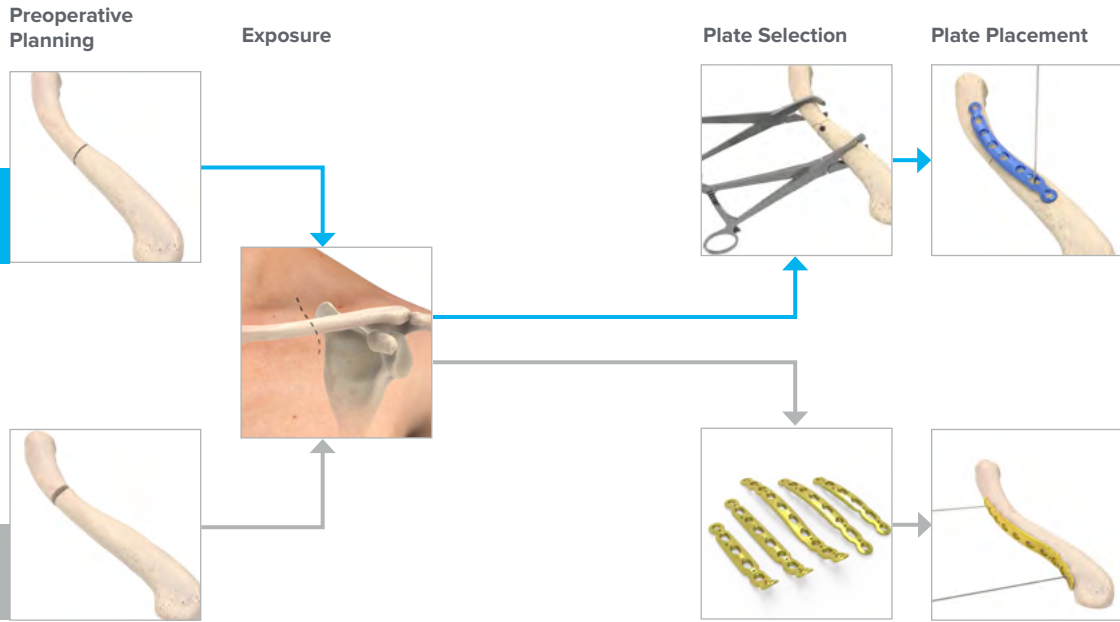 Preoperative
Planning
Exposure
Plate Selection
Plate Placement